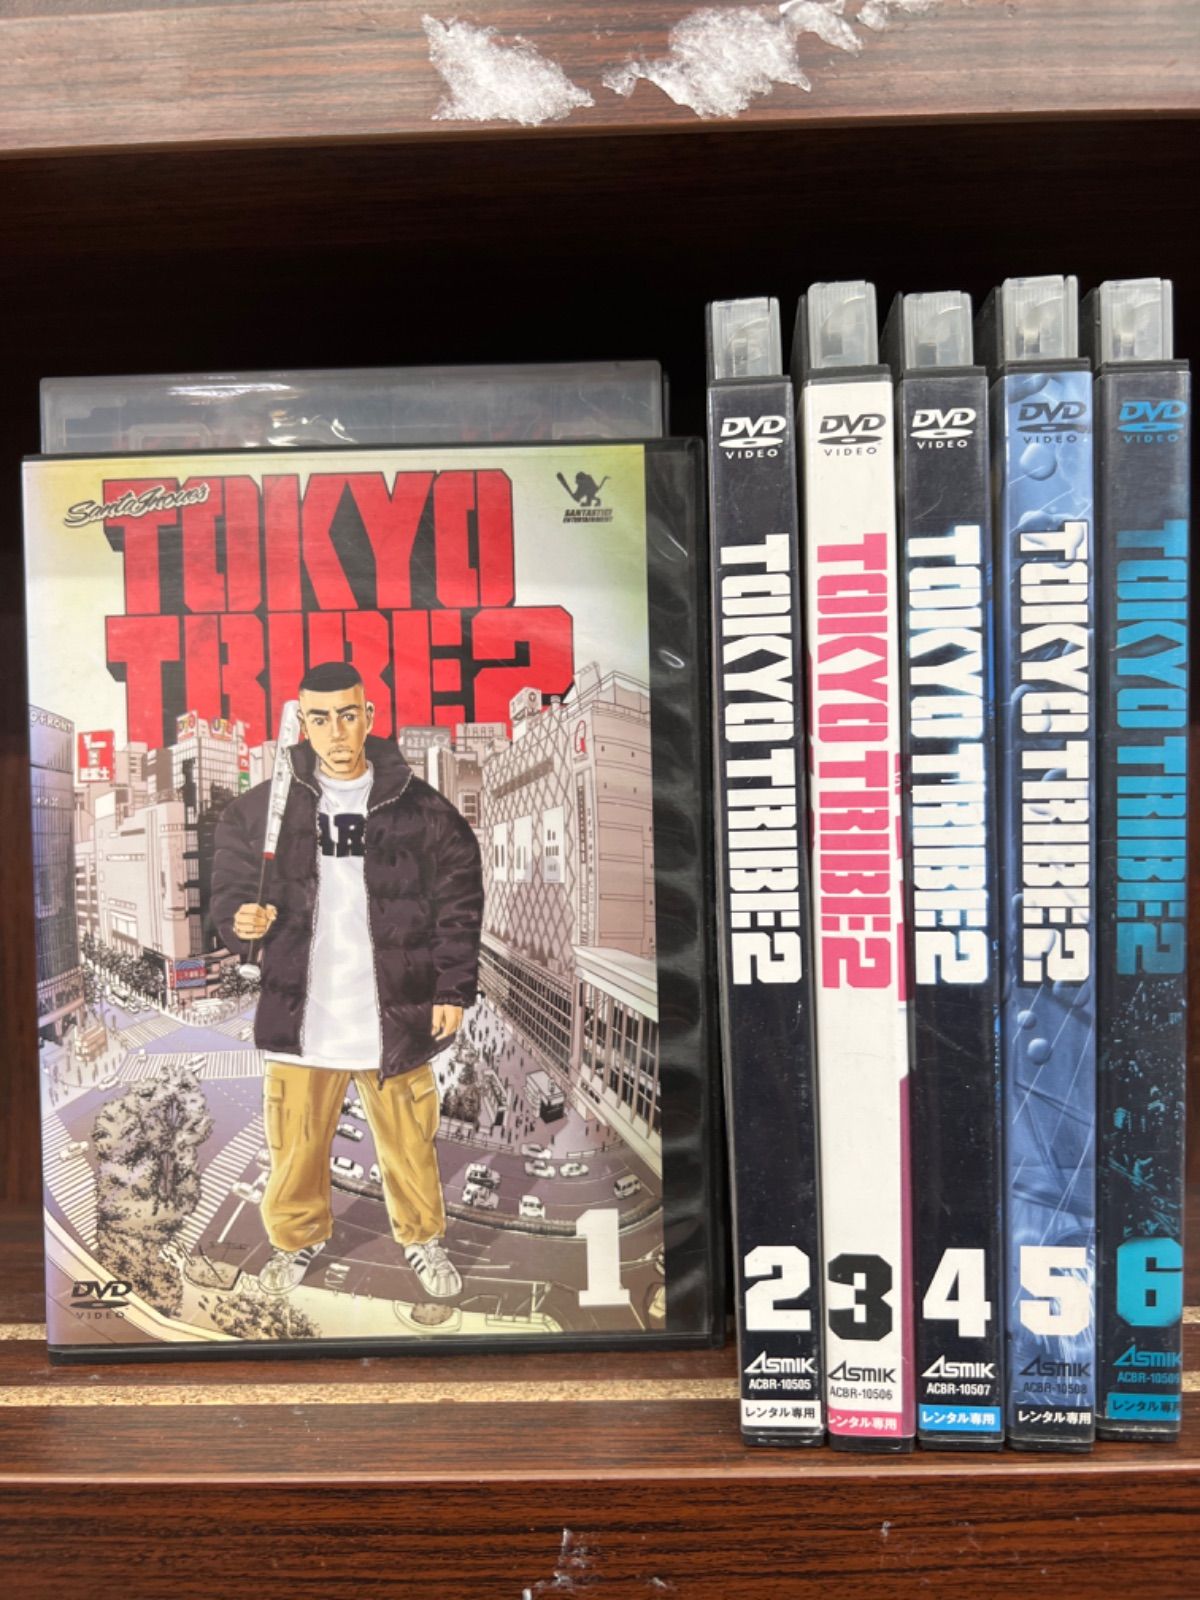 Santa Inoue's
TOKYO
TRIBE2
SANTASTIC!
ENTERTAINMENT
AR
1
DVD
VIDEO
DVD
VIDEO
TOKYO TRIBE2
2
ASMIK
ACBR-10505
レンタル専用
DVD
VIDEO
TOKYO TRIBE2
3
ASMIK
ACBR-10506
レンタル専用
DVD
VIDEO
TOKYO TRIBE2
4
ASMIK
ACBR-10507
レンタル専用
DVD
VIDEO
TOKYO TRIBE2
5
ASMIK
ACBR-10508
レンタル専用
DVD
VIDEO
TOKYO TRIBE2
6
ASMIK
ACBR-10509
レンタル専用